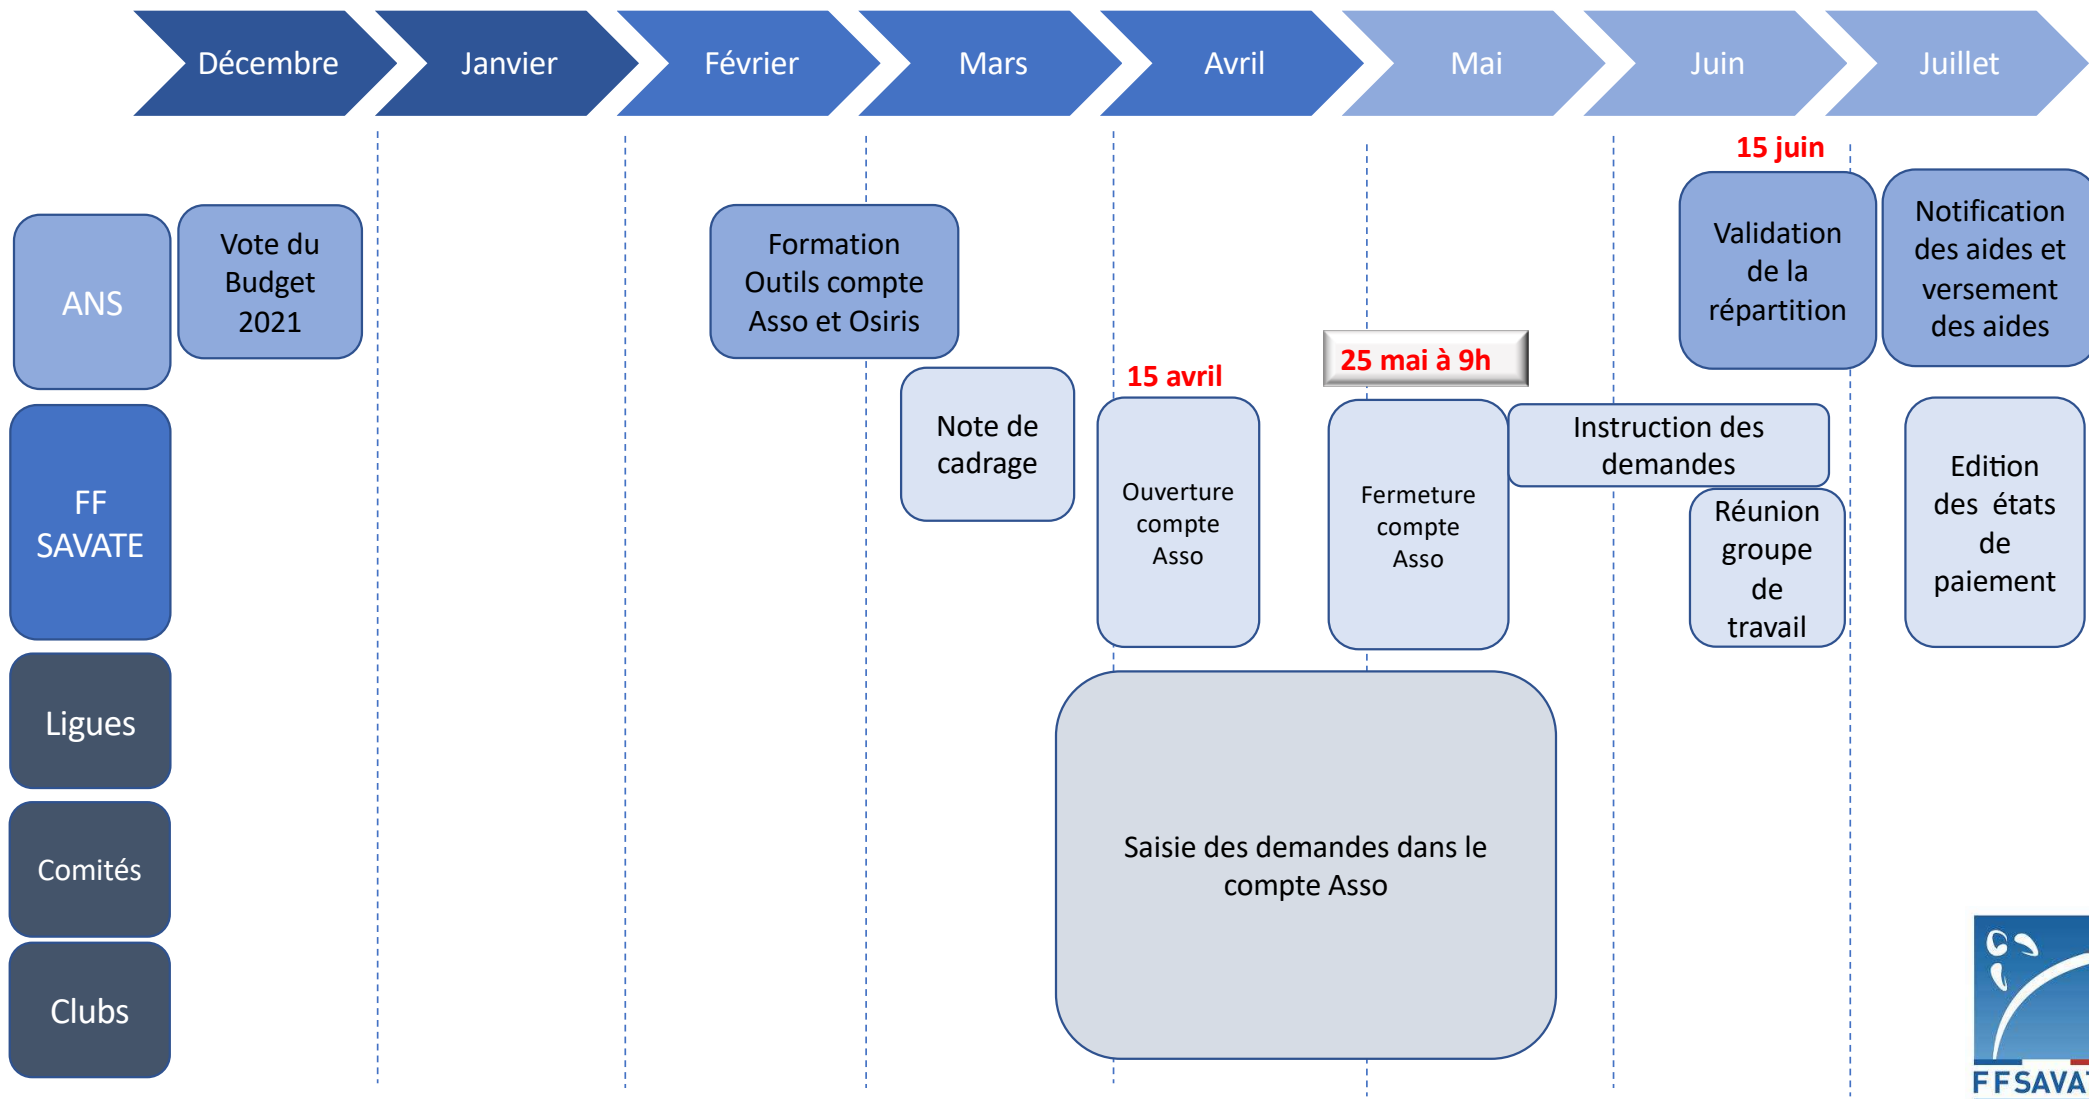 Décembre
Janvier
Février
Mars
Avril
Mai
Juin
Juillet
15 juin
ANS
Vote du
Budget
2021
Formation
Outils compte
Asso et Osiris
Validation
de la
répartition
Notification
des aides et
versement
des aides
25 mai à 9h
15 avril
FF
SAVATE
Note de
cadrage
Ouverture
compte
Asso
Fermeture
compte
Asso
Instruction des
demandes
Réunion
groupe
de
travail
Edition
des états
de
paiement
Ligues
Comités
Clubs
Saisie des demandes dans le
compte Asso
FFSAVAT